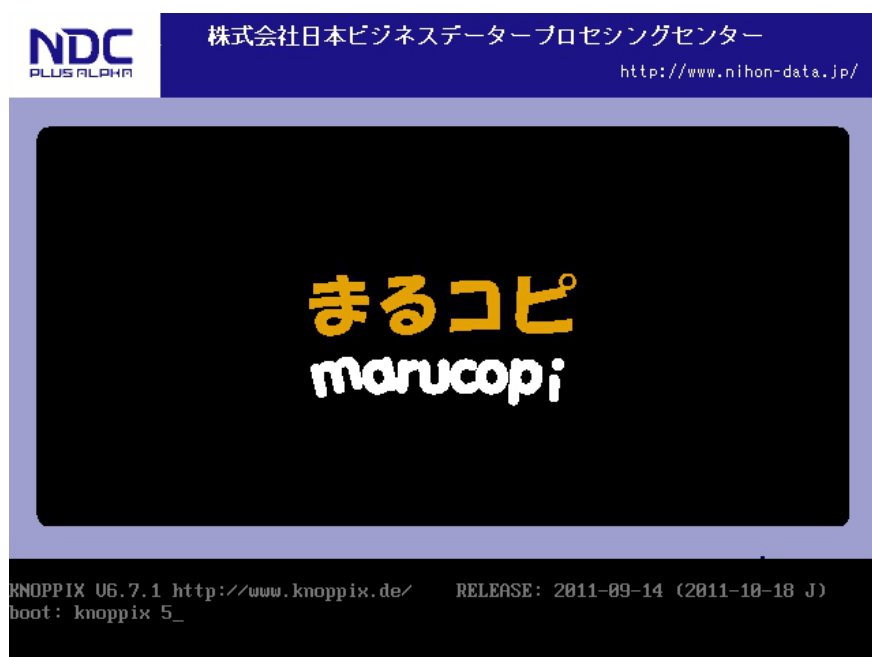 NDC
PLUS ALPHA
株式会社日本ビジネスデータープロセシングセンター
http://www.nihon-data.jp/
まるコピ
marucopi
KNOPPIX V6.7.1 http://www.knoppix.de/ RELEASE: 2011-09-14 (2011-10-18 J)
boot: knoppix 5_